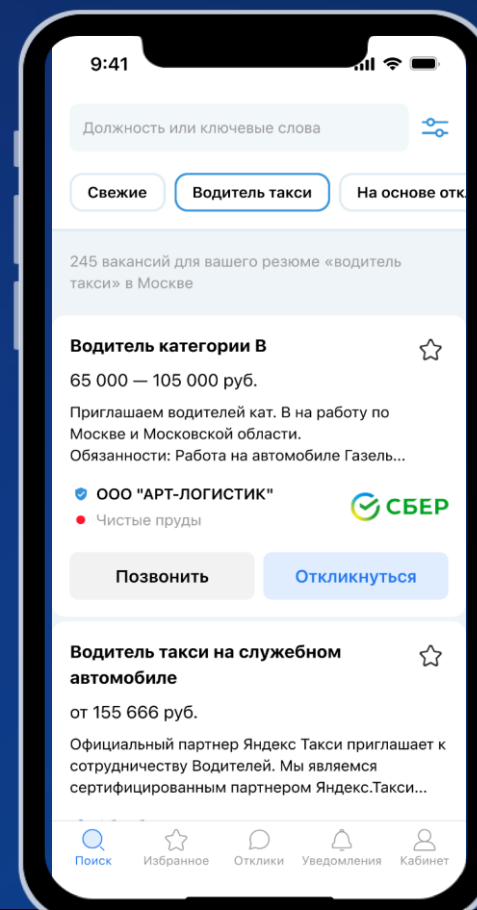 9:41
Должность или ключевые слова
Свежие
Водитель такси
На основе отк
245 вакансий для вашего резюме «водитель
такси» в Москве
Водитель категории В
65 000 — 105 000 руб.
Приглашаем водителей кат. В на работу по
Москве и Московской области.
Обязанности: Работа на автомобиле Газель...
ООО "АРТ-ЛОГИСТИК"
Чистые пруды
СБЕР
Позвонить
Откликнуться
Водитель такси на служебном
автомобиле
от 155 666 руб.
Официальный партнер Яндекс Такси приглашает к
сотрудничеству Водителей. Мы являемся
сертифицированным партнером Яндекс.Такси...
Поиск
Избранное
Отклики
Уведомления
Кабинет